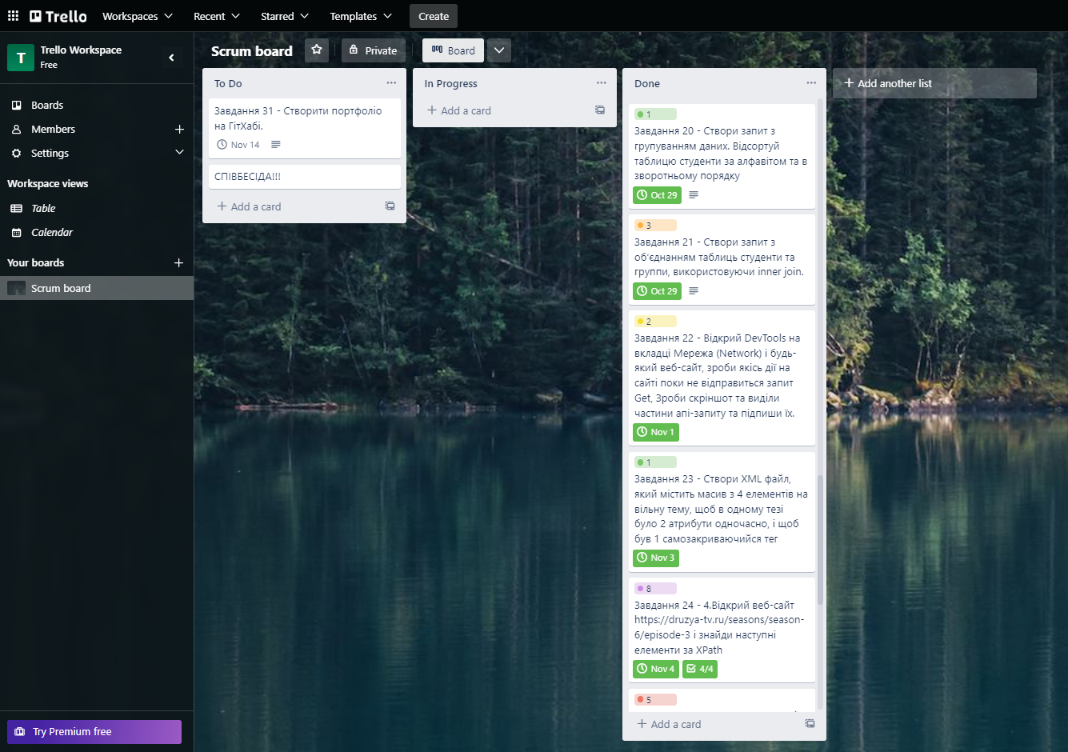 Trello
Workspaces
Recent
Starred
Templates
Create
T
Trello Workspace
Free
Boards
Members
Settings
Workspace views
Table
Calendar
Your boards
Scrum board
Try Premium free
Scrum board
Private
Board
To Do
Завдання 31 - Створити портфоліо
на ГітХабі.
Nov 14
СПІВБЕСІДА!!!
+ Add a card
In Progress
+ Add a card
Done
1
Завдання 20 - Створи запит з
групуванням даних. Відсортуй
таблицю студенти за алфавітом та в
зворотньому порядку
Oct 29
3
Завдання 21 - Створи запит з
об'єднанням таблиць студенти та
группи, використовуючи inner join.
Oct 29
2
Завдання 22 - Відкрий DevTools на
вкладці Мережа (Network) і будь-
який веб-сайт, зроби якісь дії на
сайті поки не відправиться запит
Get, Зроби скріншот та виділи
частини апі-запиту та підпиши їх.
Nov 1
1
Завдання 23 - Створи XML файл,
який містить масив з 4 елементів на
вільну тему, щоб в одному тезі
було 2 атрибути одночасно, і щоб
був 1 самозакриваючийся тег
Nov 3
8
Завдання 24 - 4.Відкрий веб-сайт
https://druzya-tv.ru/seasons/season-
6/episode-3 і знайди наступні
елементи за XPath
Nov 4
4/4
5
+ Add a card
+ Add another list